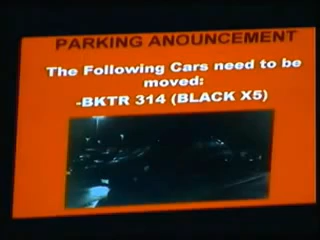 PARKING ANOUNCEMENT
The Following Cars need to be
moved:
-BKTR 314 (BLACK X5)